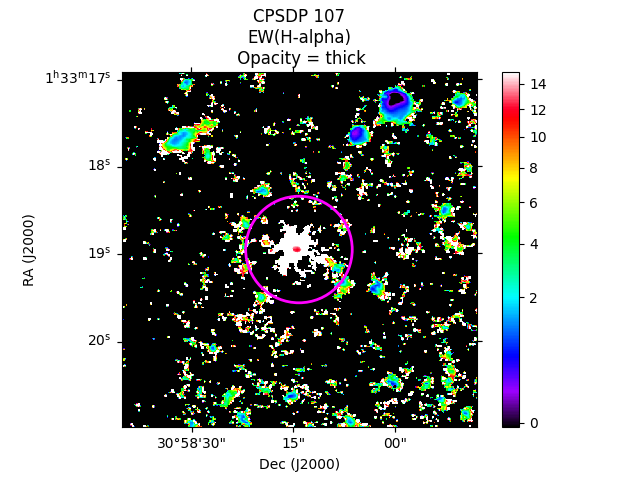 CPSDP 107
EW(H-alpha)
Opacity = thick
1h33m17s
18s
19s
20s
RA (J2000)
30°58'30" 15" 00"
Dec (J2000)
14
12
10
8
6
4
2
0